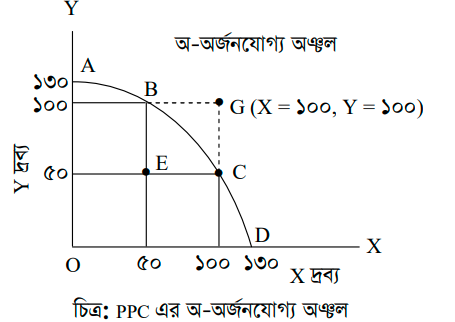 Y
অ-অর্জনযোগ্য অঞ্চল
A
১৩০
B
১০০
G (X = ১০০, Y = ১০০)
Y দ্রব্য
৫০
E
C
D
X
O
৫০
১০০
১৩০
X দ্রব্য
চিত্র: PPC এর অ-অর্জনযোগ্য অঞ্চল